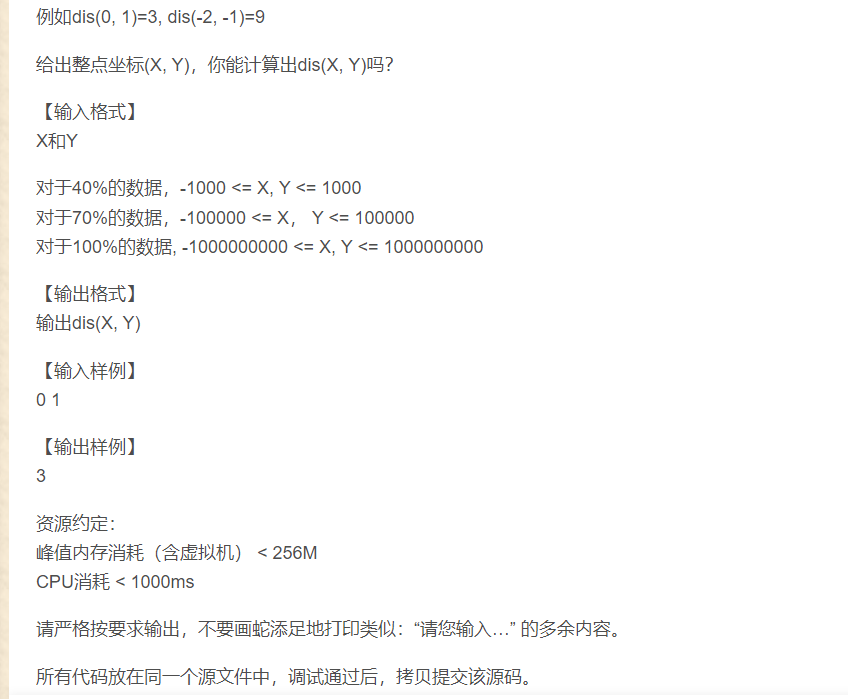 例如dis(0, 1)=3, dis(-2, -1)=9
给出整点坐标(X, Y)，你能计算出dis(X, Y)吗？
【输入格式】
X和Y
对于40%的数据，-1000 <= X, Y <= 1000
对于70%的数据，-100000 <= X， Y <= 100000
对于100%的数据, -1000000000 <= X, Y <= 1000000000
【输出格式】
输出dis(X, Y)
【输入样例】
0 1
【输出样例】
3
资源约定：
峰值内存消耗（含虚拟机） < 256M
CPU消耗 < 1000ms
请严格按要求输出，不要画蛇添足地打印类似：“请您输入...” 的多余内容。
所有代码放在同一个源文件中，调试通过后，拷贝提交该源码。